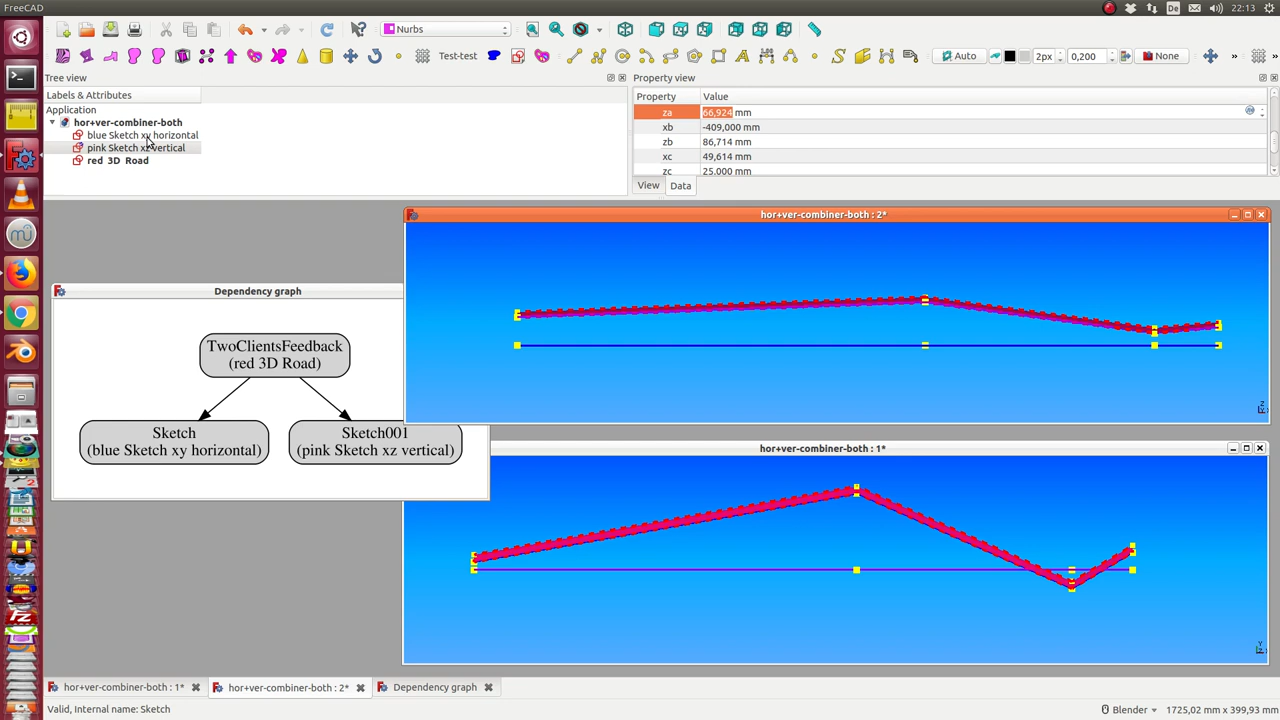 FreeCAD
De
22:13
Nurbs
Test-test
Auto
2px
0,200
None
Tree view
Labels & Attributes
Application
hor+ver-combiner-both
blue Sketch xy horizontal
pink Sketch xz vertical
red 3D Road
Property view
Property Value
za 66,924 mm
xb -409,000 mm
zb 86,714 mm
xc 49,614 mm
zc 25,000 mm
View Data
hor+ver-combiner-both : 2*
Dependency graph
TwoClientsFeedback
(red 3D Road)
Sketch
(blue Sketch xy horizontal)
Sketch001
(pink Sketch xz vertical)
hor+ver-combiner-both : 1*
hor+ver-combiner-both : 1*
hor+ver-combiner-both : 2*
Dependency graph
Valid, Internal name: Sketch
Blender
1725,02 mm x 399,93 mm